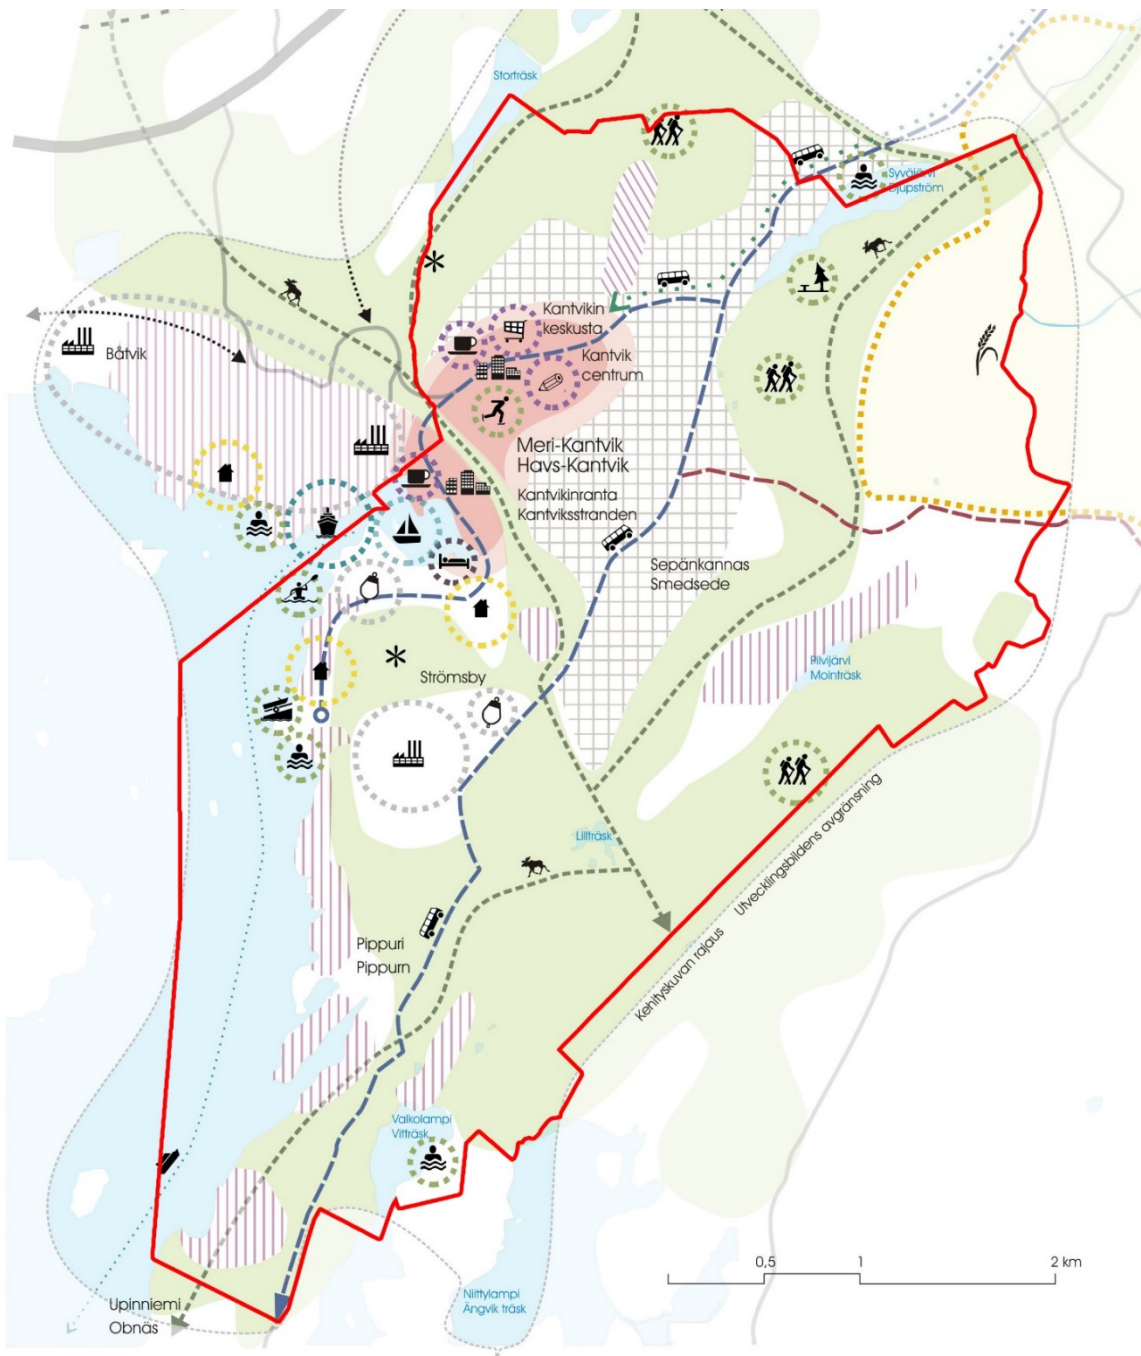 Storträsk
Syväjärvi
Djupström
Kantvikin
keskusta
Båtvik
Kantvik
centrum
Meri-Kantvik
Havs-Kantvik
Kantvikinranta
Kantviksstranden
Sepänkannas
Smedsede
Pilvijärvi
Mointräsk
Strömsby
Lillträsk
Kehityskuvan rajaus Utvecklingsbildens avgränsning
Pippuri
Pippurn
Valkolampi
Vitträsk
0,5 1 2 km
Niittylampi
Ängvik träsk
Upinniemi
Obnäs